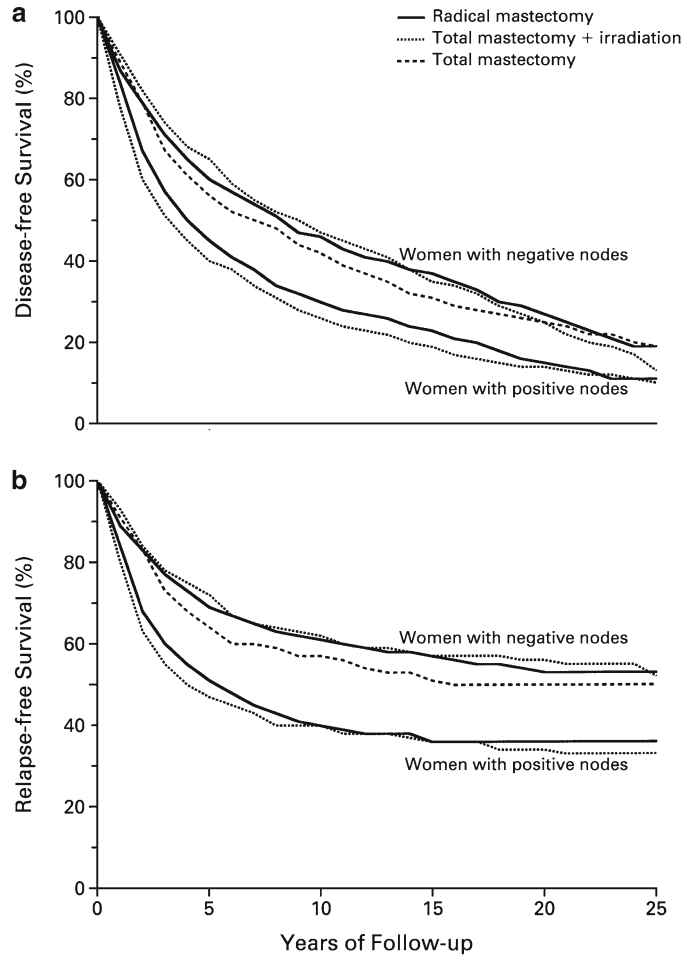 a
Radical mastectomy
Total mastectomy + irradiation
Total mastectomy
Disease-free Survival (%)
100
80
60
40
20
0
Women with negative nodes
Women with positive nodes
b
Relapse-free Survival (%)
100
80
60
40
20
0
Women with negative nodes
Women with positive nodes
0 5 10 15 20 25
Years of Follow-up